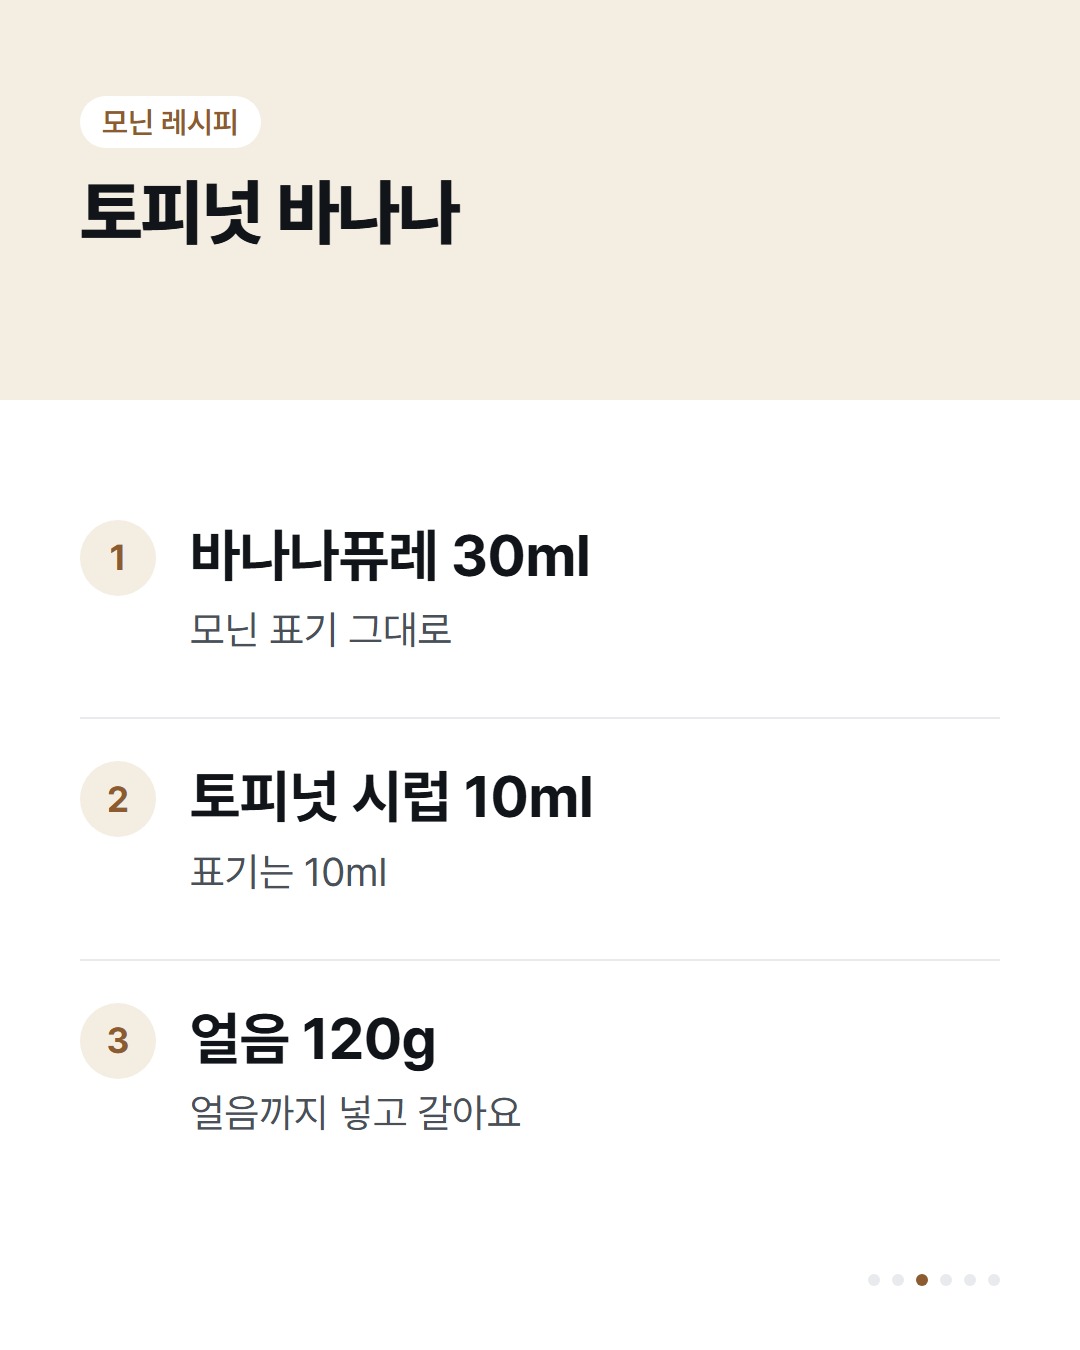 모닌 레시피
토피넛 바나나
1
바나나퓨레 30ml
모닌 표기 그대로
2
토피넛 시럽 10ml
표기는 10ml
3
얼음 120g
얼음까지 넣고 갈아요